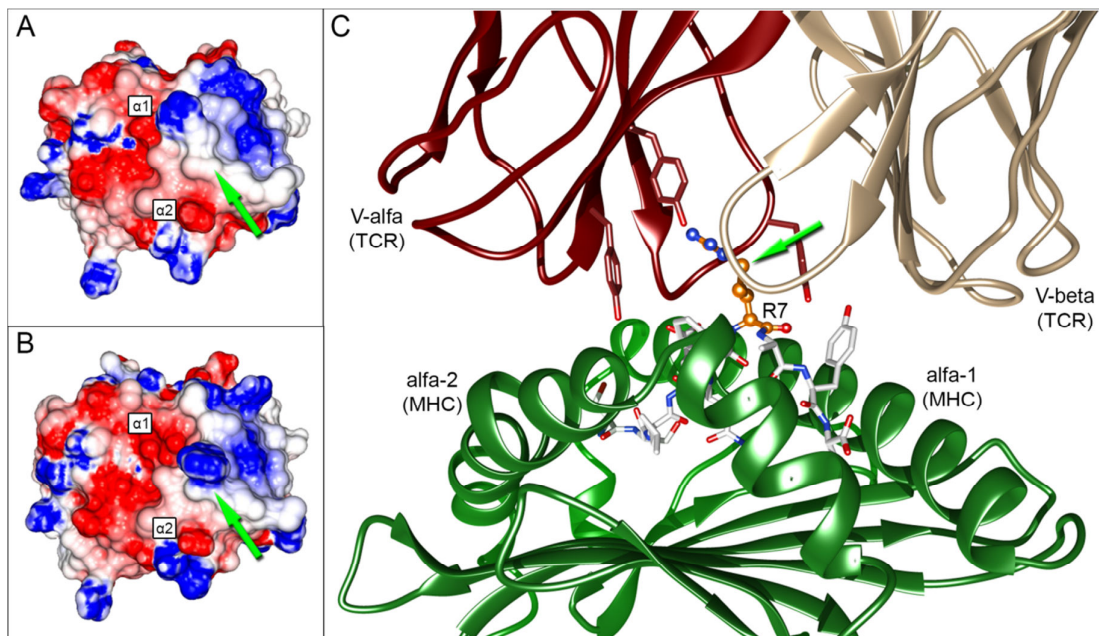 A
α1
α2
B
α1
α2
C
V-alfa
(TCR)
V-beta
(TCR)
R7
alfa-2
(MHC)
alfa-1
(MHC)